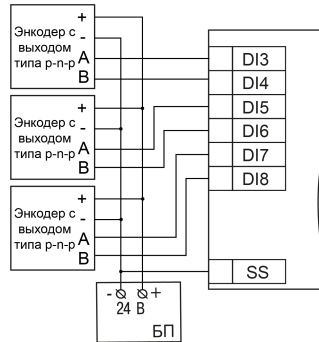 Энкодер с
выходом
типа p-n-p
+
-
A
B
Энкодер с
выходом
типа p-n-p
+
-
A
B
Энкодер с
выходом
типа p-n-p
+
-
A
B
DI3
DI4
DI5
DI6
DI7
DI8
SS
- +
24 В
БП